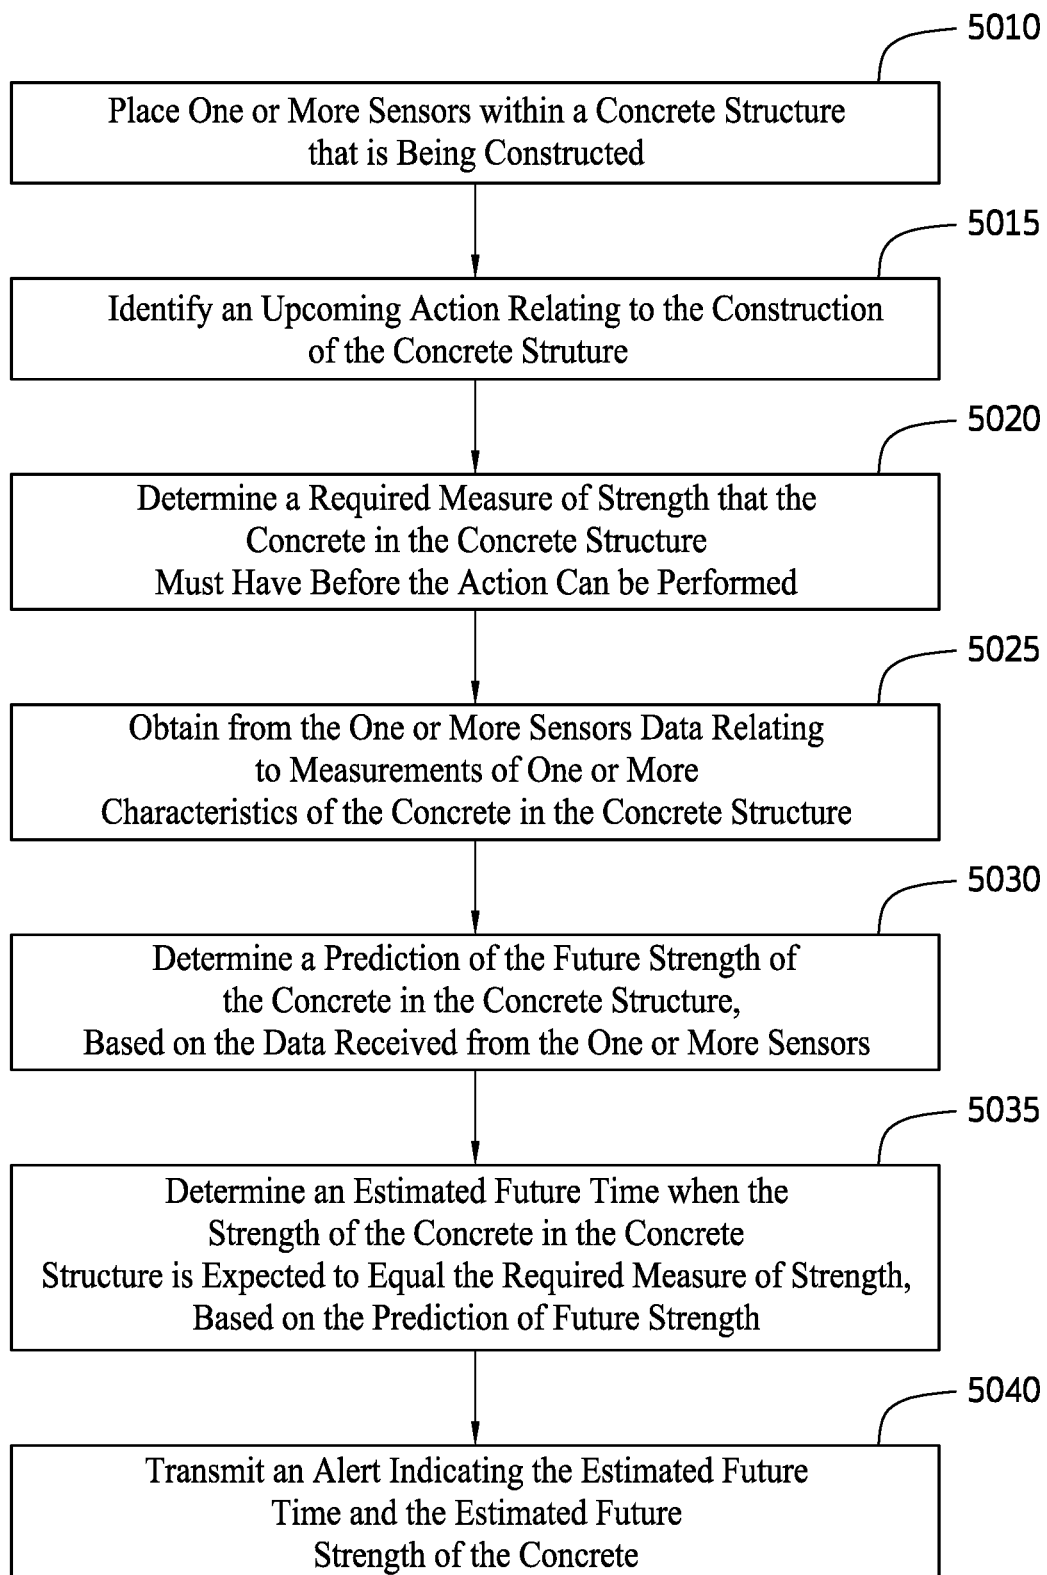 5010
Place One or More Sensors within a Concrete Structure
that is Being Constructed
5015
Identify an Upcoming Action Relating to the Construction
of the Concrete Struture
5020
Determine a Required Measure of Strength that the
Concrete in the Concrete Structure
Must Have Before the Action Can be Performed
5025
Obtain from the One or More Sensors Data Relating
to Measurements of One or More
Characteristics of the Concrete in the Concrete Structure
5030
Determine a Prediction of the Future Strength of
the Concrete in the Concrete Structure,
Based on the Data Received from the One or More Sensors
5035
Determine an Estimated Future Time when the
Strength of the Concrete in the Concrete
Structure is Expected to Equal the Required Measure of Strength,
Based on the Prediction of Future Strength
5040
Transmit an Alert Indicating the Estimated Future
Time and the Estimated Future
Strength of the Concrete